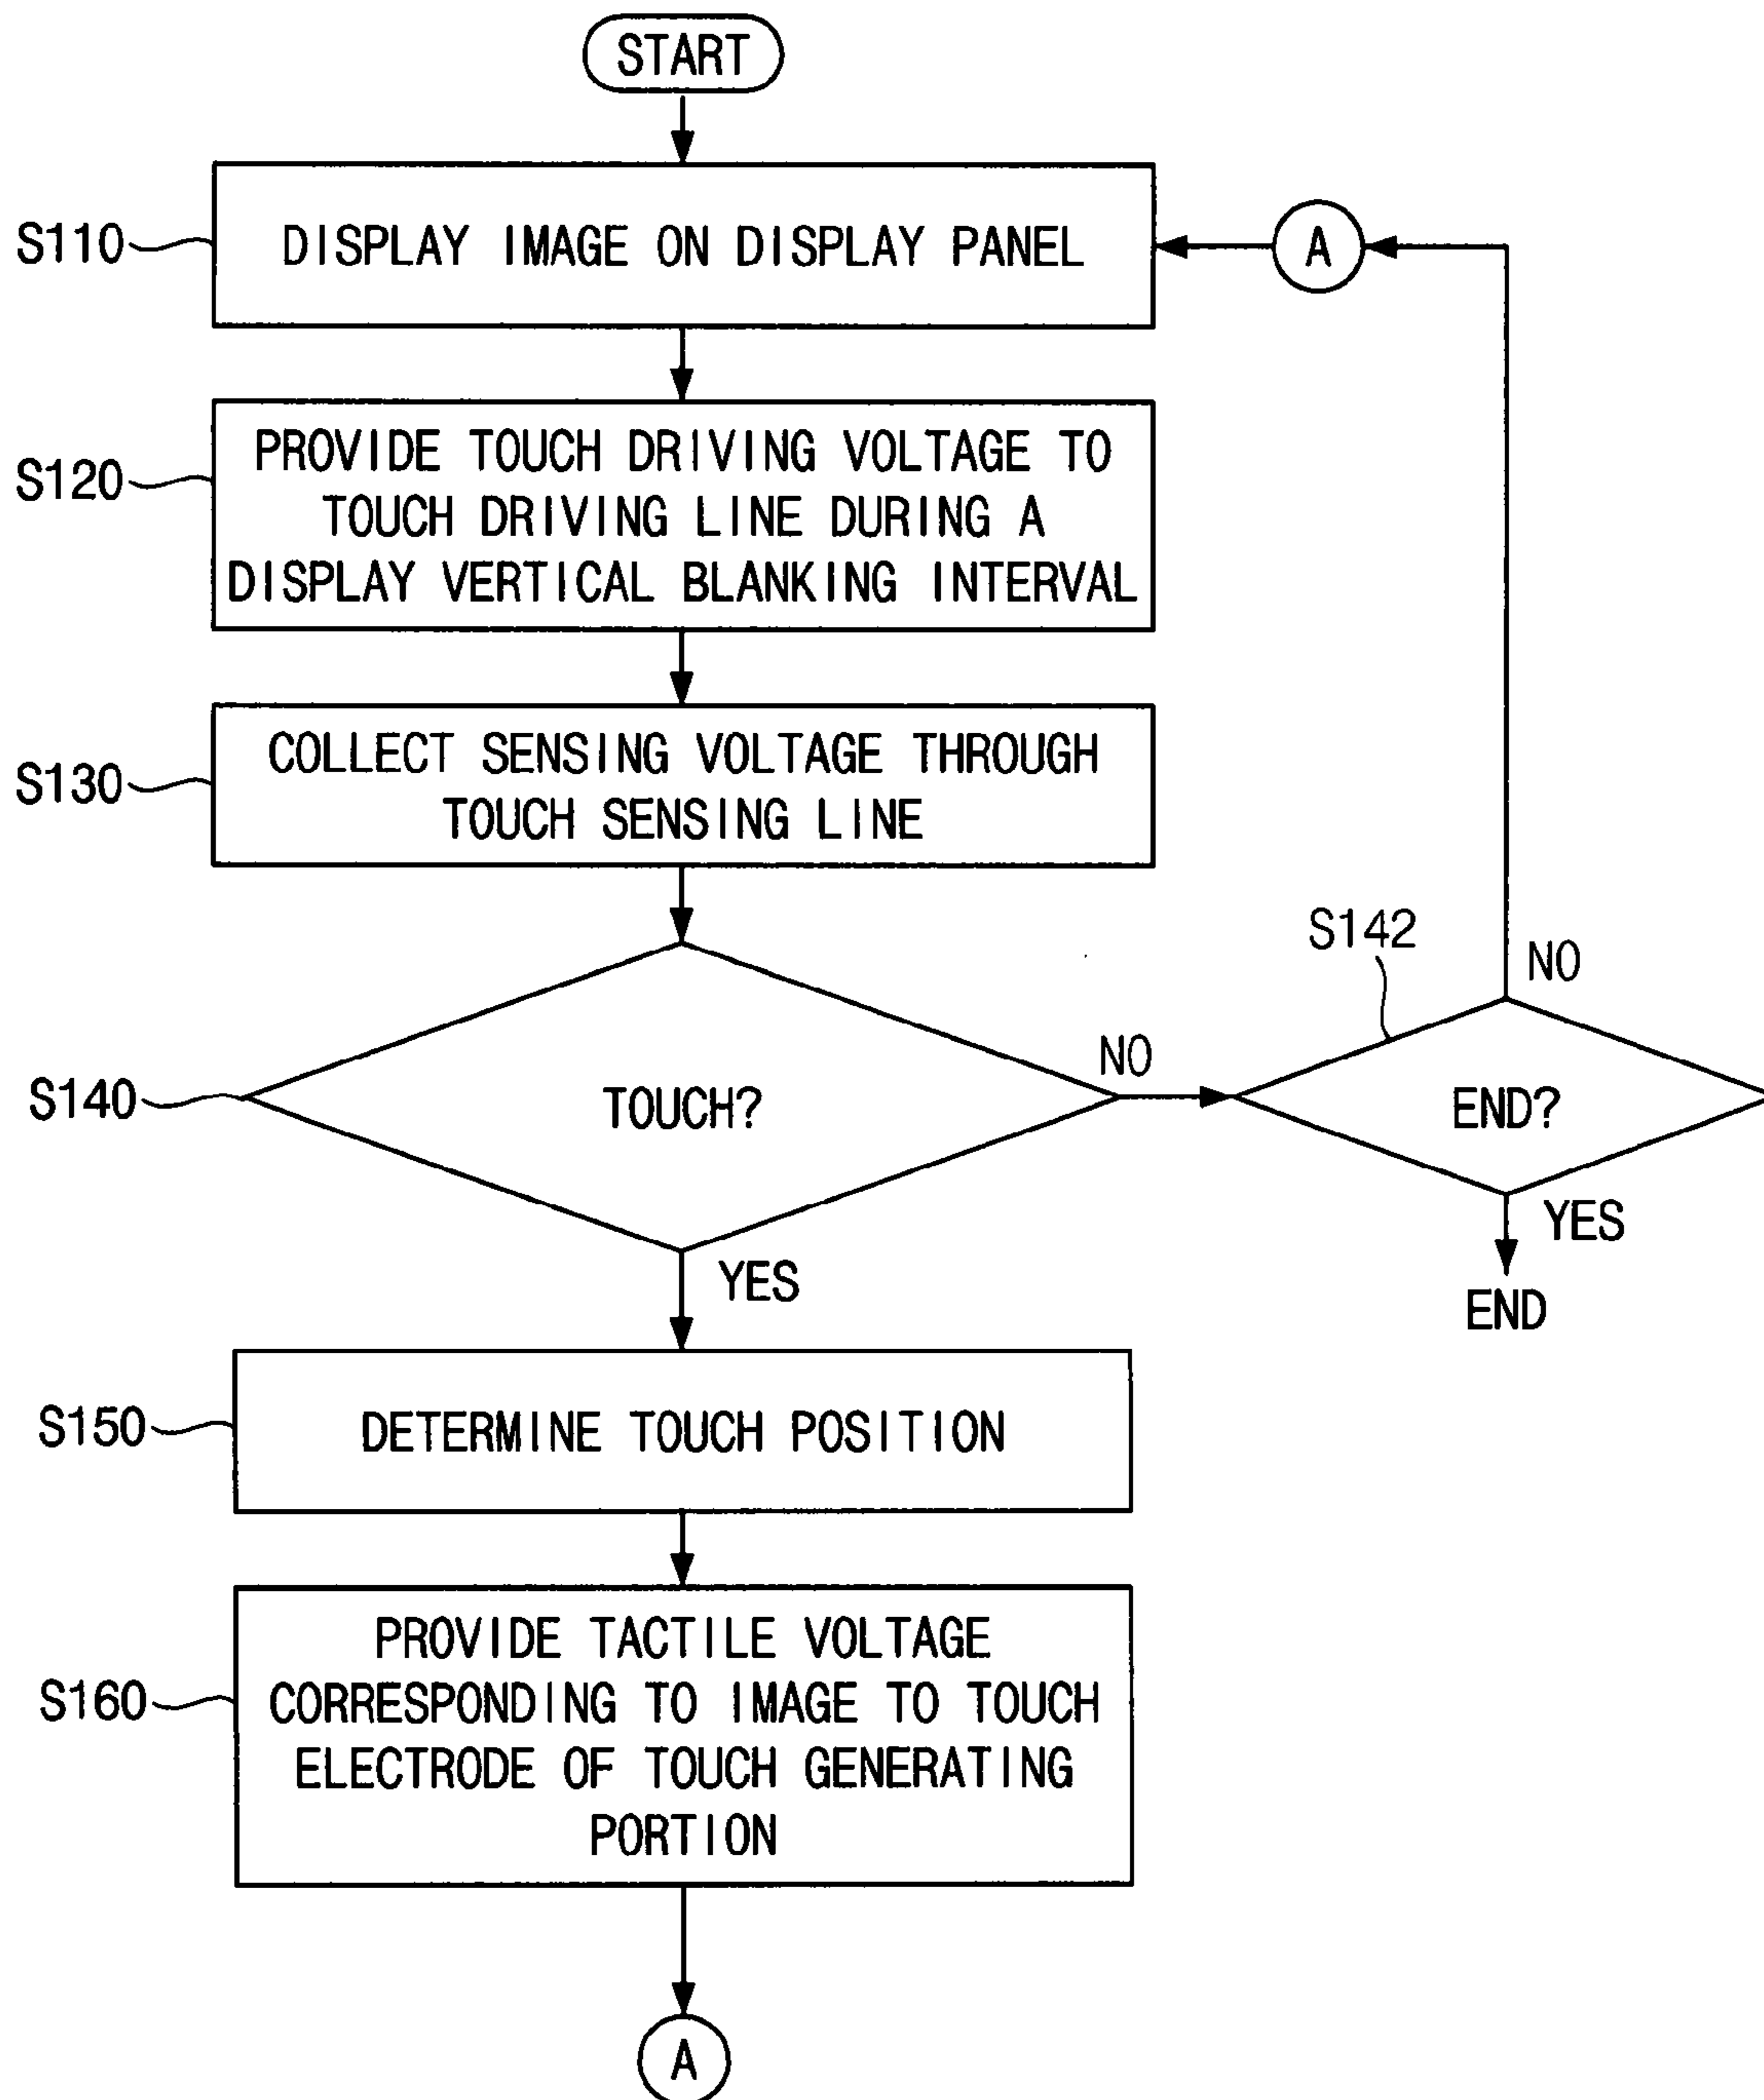 START
S110
DISPLAY IMAGE ON DISPLAY PANEL
A
S120
PROVIDE TOUCH DRIVING VOLTAGE TO
TOUCH DRIVING LINE DURING A
DISPLAY VERTICAL BLANKING INTERVAL
S130
COLLECT SENSING VOLTAGE THROUGH
TOUCH SENSING LINE
S142
NO
S140
TOUCH?
NO
END?
YES
YES
END
S150
DETERMINE TOUCH POSITION
S160
PROVIDE TACTILE VOLTAGE
CORRESPONDING TO IMAGE TO TOUCH
ELECTRODE OF TOUCH GENERATING
PORTION
A